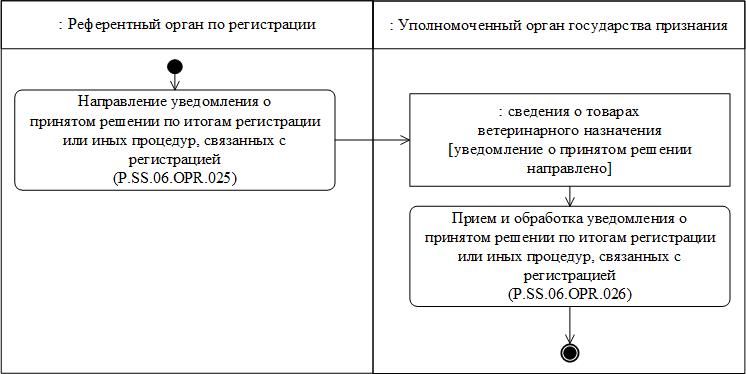 : Референтный орган по регистрации
: Уполномоченный орган государства признания
Направление уведомления о
принятом решении по итогам регистрации
или иных процедур, связанных с
регистрацией
(P.SS.06.OPR.025)
: сведения о товарах
ветеринарного назначения
[уведомление о принятом решении
направлено]
Прием и обработка уведомления о
принятом решении по итогам регистрации
или иных процедур, связанных с
регистрацией
(P.SS.06.OPR.026)